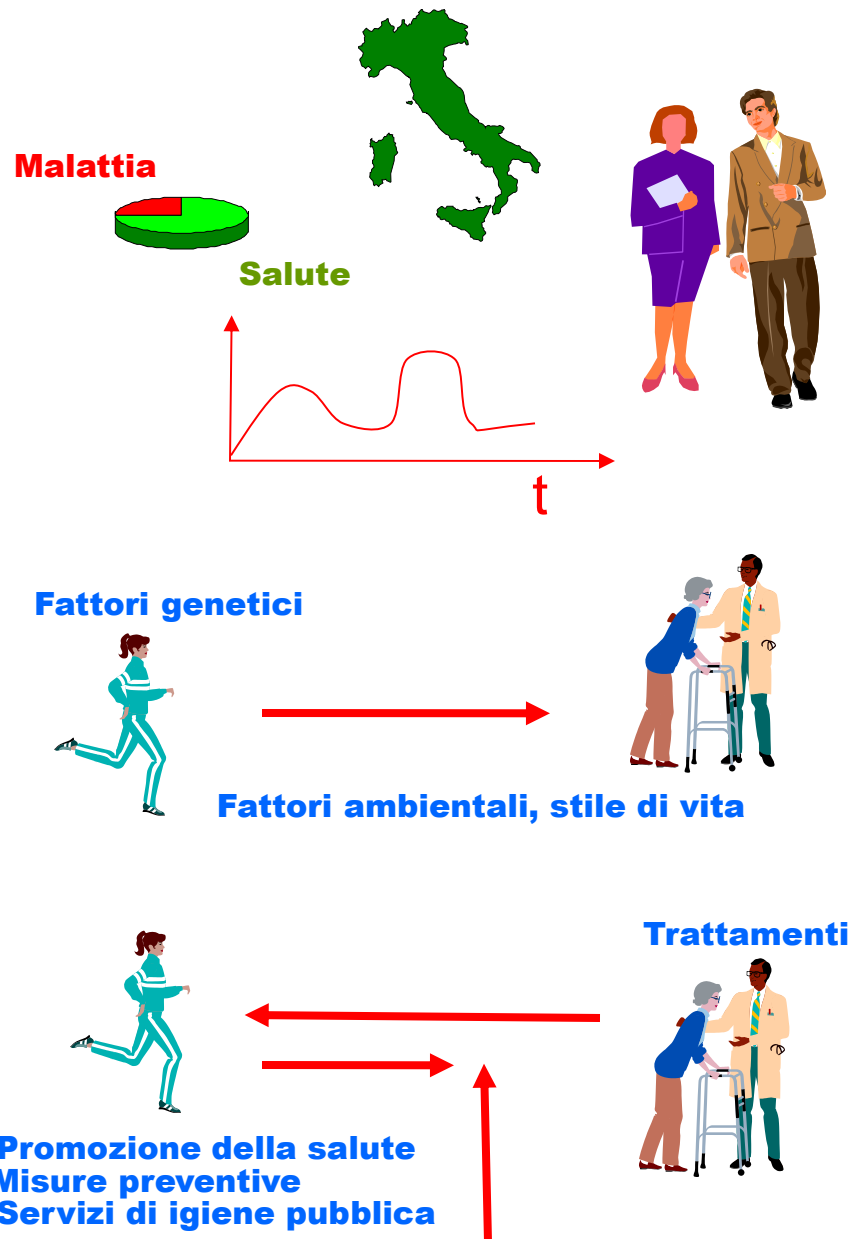 Malattia
Salute
t
Fattori genetici
Fattori ambientali, stile di vita
Trattamenti
Promozione della salute
Misure preventive
Servizi di igiene pubblica